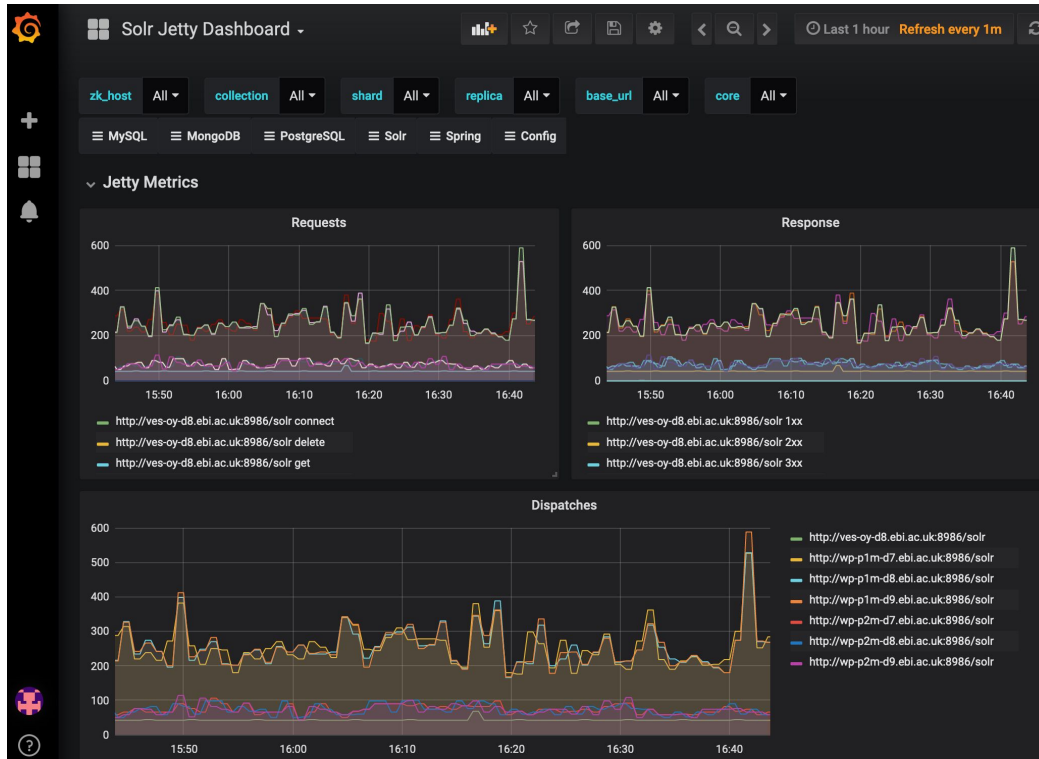 Solr Jetty Dashboard
Last 1 hour Refresh every 1m
zk_host All collection All shard All replica All base_url All core All
MySQL MongoDB PostgreSQL Solr Spring Config
Jetty Metrics
Requests
600
400
200
0
15:50 16:00 16:10 16:20 16:30 16:40
http://ves-oy-d8.ebi.ac.uk:8986/solr connect
http://ves-oy-d8.ebi.ac.uk:8986/solr delete
http://ves-oy-d8.ebi.ac.uk:8986/solr get
Response
600
400
200
0
15:50 16:00 16:10 16:20 16:30 16:40
http://ves-oy-d8.ebi.ac.uk:8986/solr 1xx
http://ves-oy-d8.ebi.ac.uk:8986/solr 2xx
http://ves-oy-d8.ebi.ac.uk:8986/solr 3xx
Dispatches
600
500
400
300
200
100
0
15:50 16:00 16:10 16:20 16:30 16:40
http://ves-oy-d8.ebi.ac.uk:8986/solr
http://wp-p1m-d7.ebi.ac.uk:8986/solr
http://wp-p1m-d8.ebi.ac.uk:8986/solr
http://wp-p1m-d9.ebi.ac.uk:8986/solr
http://wp-p2m-d7.ebi.ac.uk:8986/solr
http://wp-p2m-d8.ebi.ac.uk:8986/solr
http://wp-p2m-d9.ebi.ac.uk:8986/solr
?